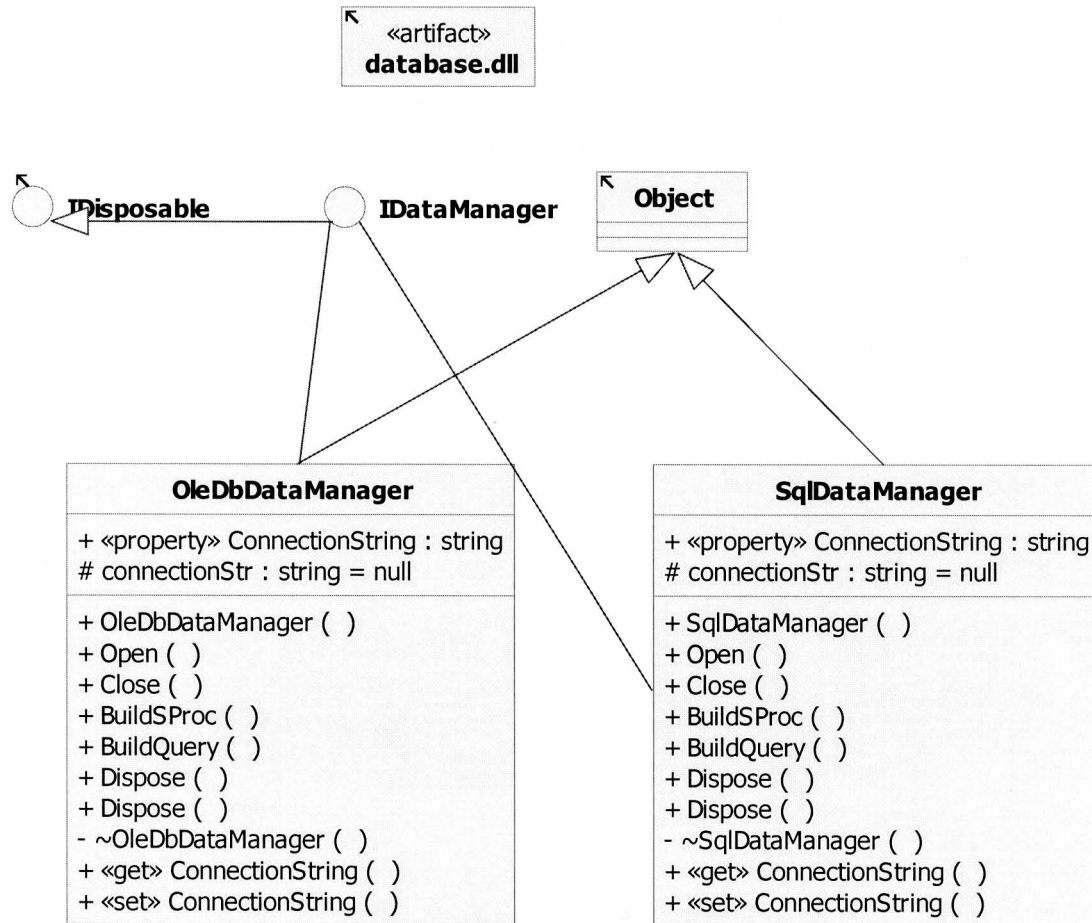 «artifact»
database.dll
IDisposable
IDataManager
Object
OleDbDataManager
+ «property» ConnectionString : string
# connectionStr : string = null
+ OleDbDataManager ( )
+ Open ( )
+ Close ( )
+ BuildSProc ( )
+ BuildQuery ( )
+ Dispose ( )
+ Dispose ( )
- ~OleDbDataManager ( )
+ «get» ConnectionString ( )
+ «set» ConnectionString ( )
SqlDataManager
+ «property» ConnectionString : string
# connectionStr : string = null
+ SqlDataManager ( )
+ Open ( )
+ Close ( )
+ BuildSProc ( )
+ BuildQuery ( )
+ Dispose ( )
+ Dispose ( )
- ~SqlDataManager ( )
+ «get» ConnectionString ( )
+ «set» ConnectionString ( )